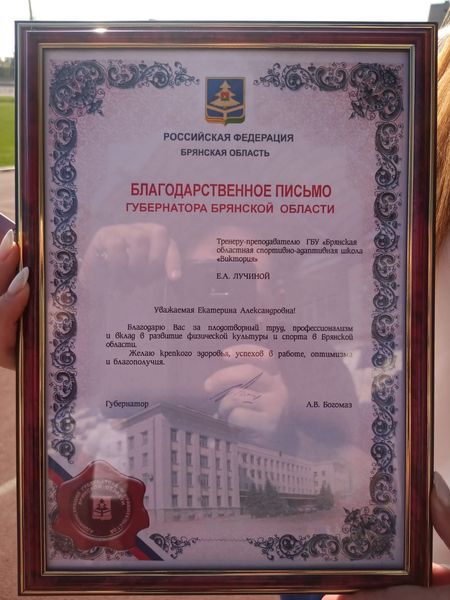 РОССИЙСКАЯ ФЕДЕРАЦИЯ
БРЯНСКАЯ ОБЛАСТЬ
БЛАГОДАРСТВЕННОЕ ПИСЬМО
ГУБЕРНАТОРА БРЯНСКОЙ ОБЛАСТИ
Тренеру-преподавателю ГБУ «Брянская
областная спортивно-адаптивная школа
«Виктория»
Е.А. ЛУЧИНОЙ
Уважаемая Екатерина Александровна!
Благодарю Вас за плодотворный труд, профессионализм
и вклад в развитие физической культуры и спорта в Брянской
области.
Желаю крепкого здоровья, успехов в работе, оптимизма
и благополучия.
Губернатор А.В. Богомаз